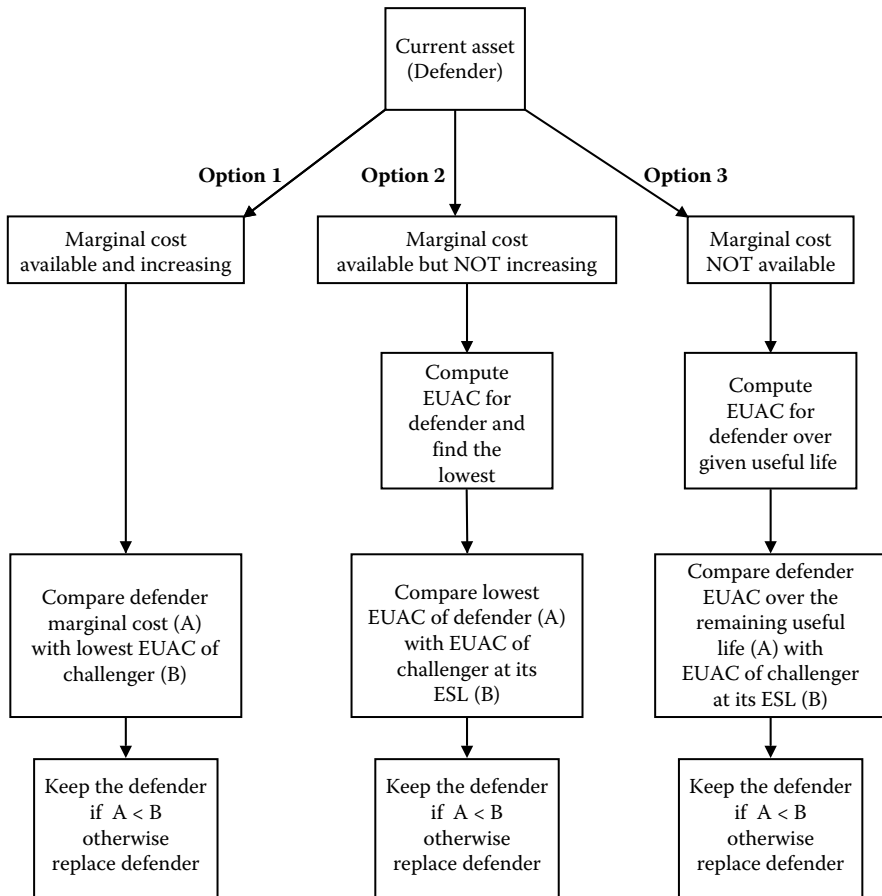 Current asset
(Defender)
Option 1
Option 2
Option 3
Marginal cost
available and increasing
Marginal cost
available but NOT increasing
Marginal cost
NOT available
Compute
EUAC for
defender and
find the
lowest
Compute
EUAC for
defender over
given useful life
Compare defender
marginal cost (A)
with lowest EUAC of
challenger (B)
Compare lowest
EUAC of defender (A)
with EUAC of
challenger at its
ESL (B)
Compare defender
EUAC over the
remaining useful
life (A) with
EUAC of challenger
at its ESL (B)
Keep the defender
if A < B
otherwise
replace defender
Keep the defender
if A < B
otherwise
replace defender
Keep the defender
if A < B
otherwise
replace defender